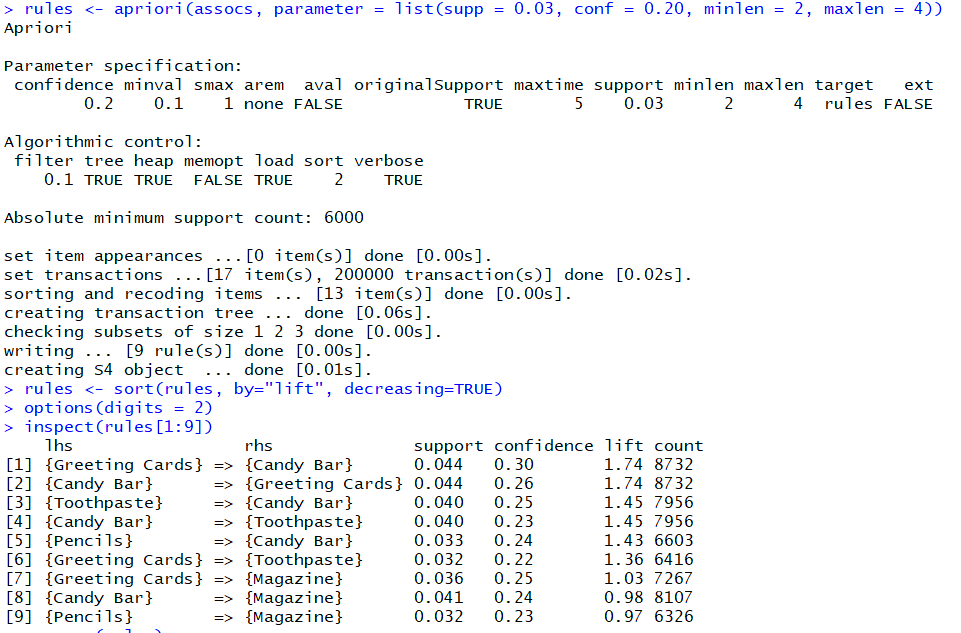 > rules <- apriori(assocs, parameter = list(supp = 0.03, conf = 0.20, minlen = 2, maxlen = 4))
Apriori

Parameter specification:
 confidence minval smax arem  aval originalSupport maxtime support minlen maxlen target   ext
        0.2    0.1    1 none FALSE            TRUE       5    0.03      2      4  rules FALSE

Algorithmic control:
 filter tree heap memopt load sort verbose
    0.1 TRUE TRUE  FALSE TRUE    2    TRUE

Absolute minimum support count: 6000

set item appearances ...[0 item(s)] done [0.00s].
set transactions ...[17 item(s), 200000 transaction(s)] done [0.02s].
sorting and recoding items ... [13 item(s)] done [0.00s].
creating transaction tree ... done [0.06s].
checking subsets of size 1 2 3 done [0.00s].
writing ... [9 rule(s)] done [0.00s].
creating S4 object  ... done [0.01s].
> rules <- sort(rules, by="lift", decreasing=TRUE)
> options(digits = 2)
> inspect(rules[1:9])
    lhs                 rhs              support confidence lift count
[1] {Greeting Cards} => {Candy Bar}      0.044   0.30       1.74 8732
[2] {Candy Bar}      => {Greeting Cards} 0.044   0.26       1.74 8732
[3] {Toothpaste}     => {Candy Bar}      0.040   0.25       1.45 7956
[4] {Candy Bar}      => {Toothpaste}     0.040   0.23       1.45 7956
[5] {Pencils}        => {Candy Bar}      0.033   0.24       1.43 6603
[6] {Greeting Cards} => {Toothpaste}     0.032   0.22       1.36 6416
[7] {Greeting Cards} => {Magazine}       0.036   0.25       1.03 7267
[8] {Candy Bar}      => {Magazine}       0.041   0.24       0.98 8107
[9] {Pencils}        => {Magazine}       0.032   0.23       0.97 6326